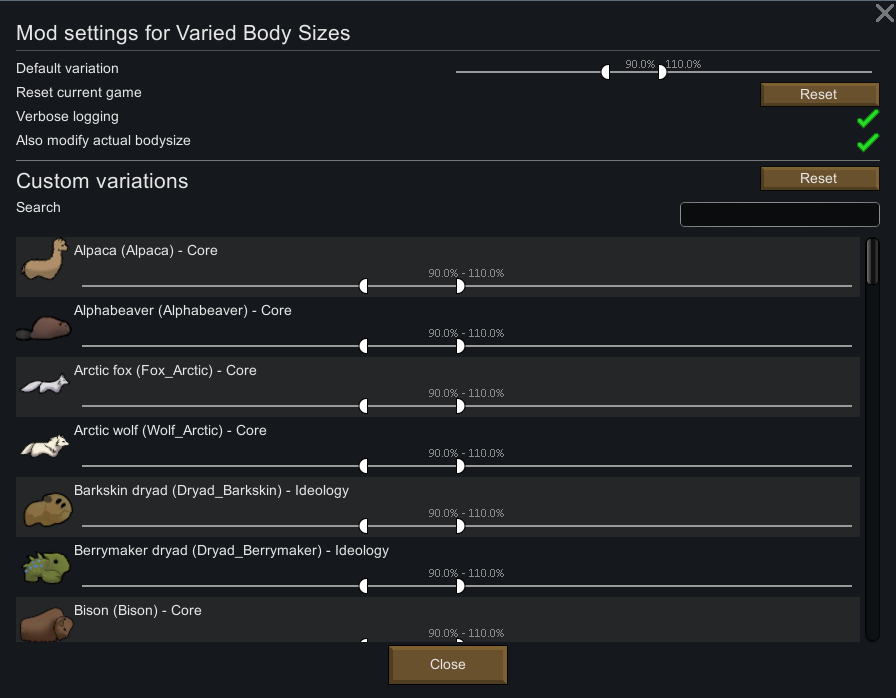 Mod settings for Varied Body Sizes
Default variation
90.0% - 110.0%
Reset current game
Reset
Verbose logging
Also modify actual bodysize
Custom variations
Reset
Search
Alpaca (Alpaca) - Core
90.0% - 110.0%
Alphabeaver (Alphabeaver) - Core
90.0% - 110.0%
Arctic fox (Fox_Arctic) - Core
90.0% - 110.0%
Arctic wolf (Wolf_Arctic) - Core
90.0% - 110.0%
Barkskin dryad (Dryad_Barkskin) - Ideology
90.0% - 110.0%
Berrymaker dryad (Dryad_Berrymaker) - Ideology
90.0% - 110.0%
Bison (Bison) - Core
90.0% - 110.0%
Close